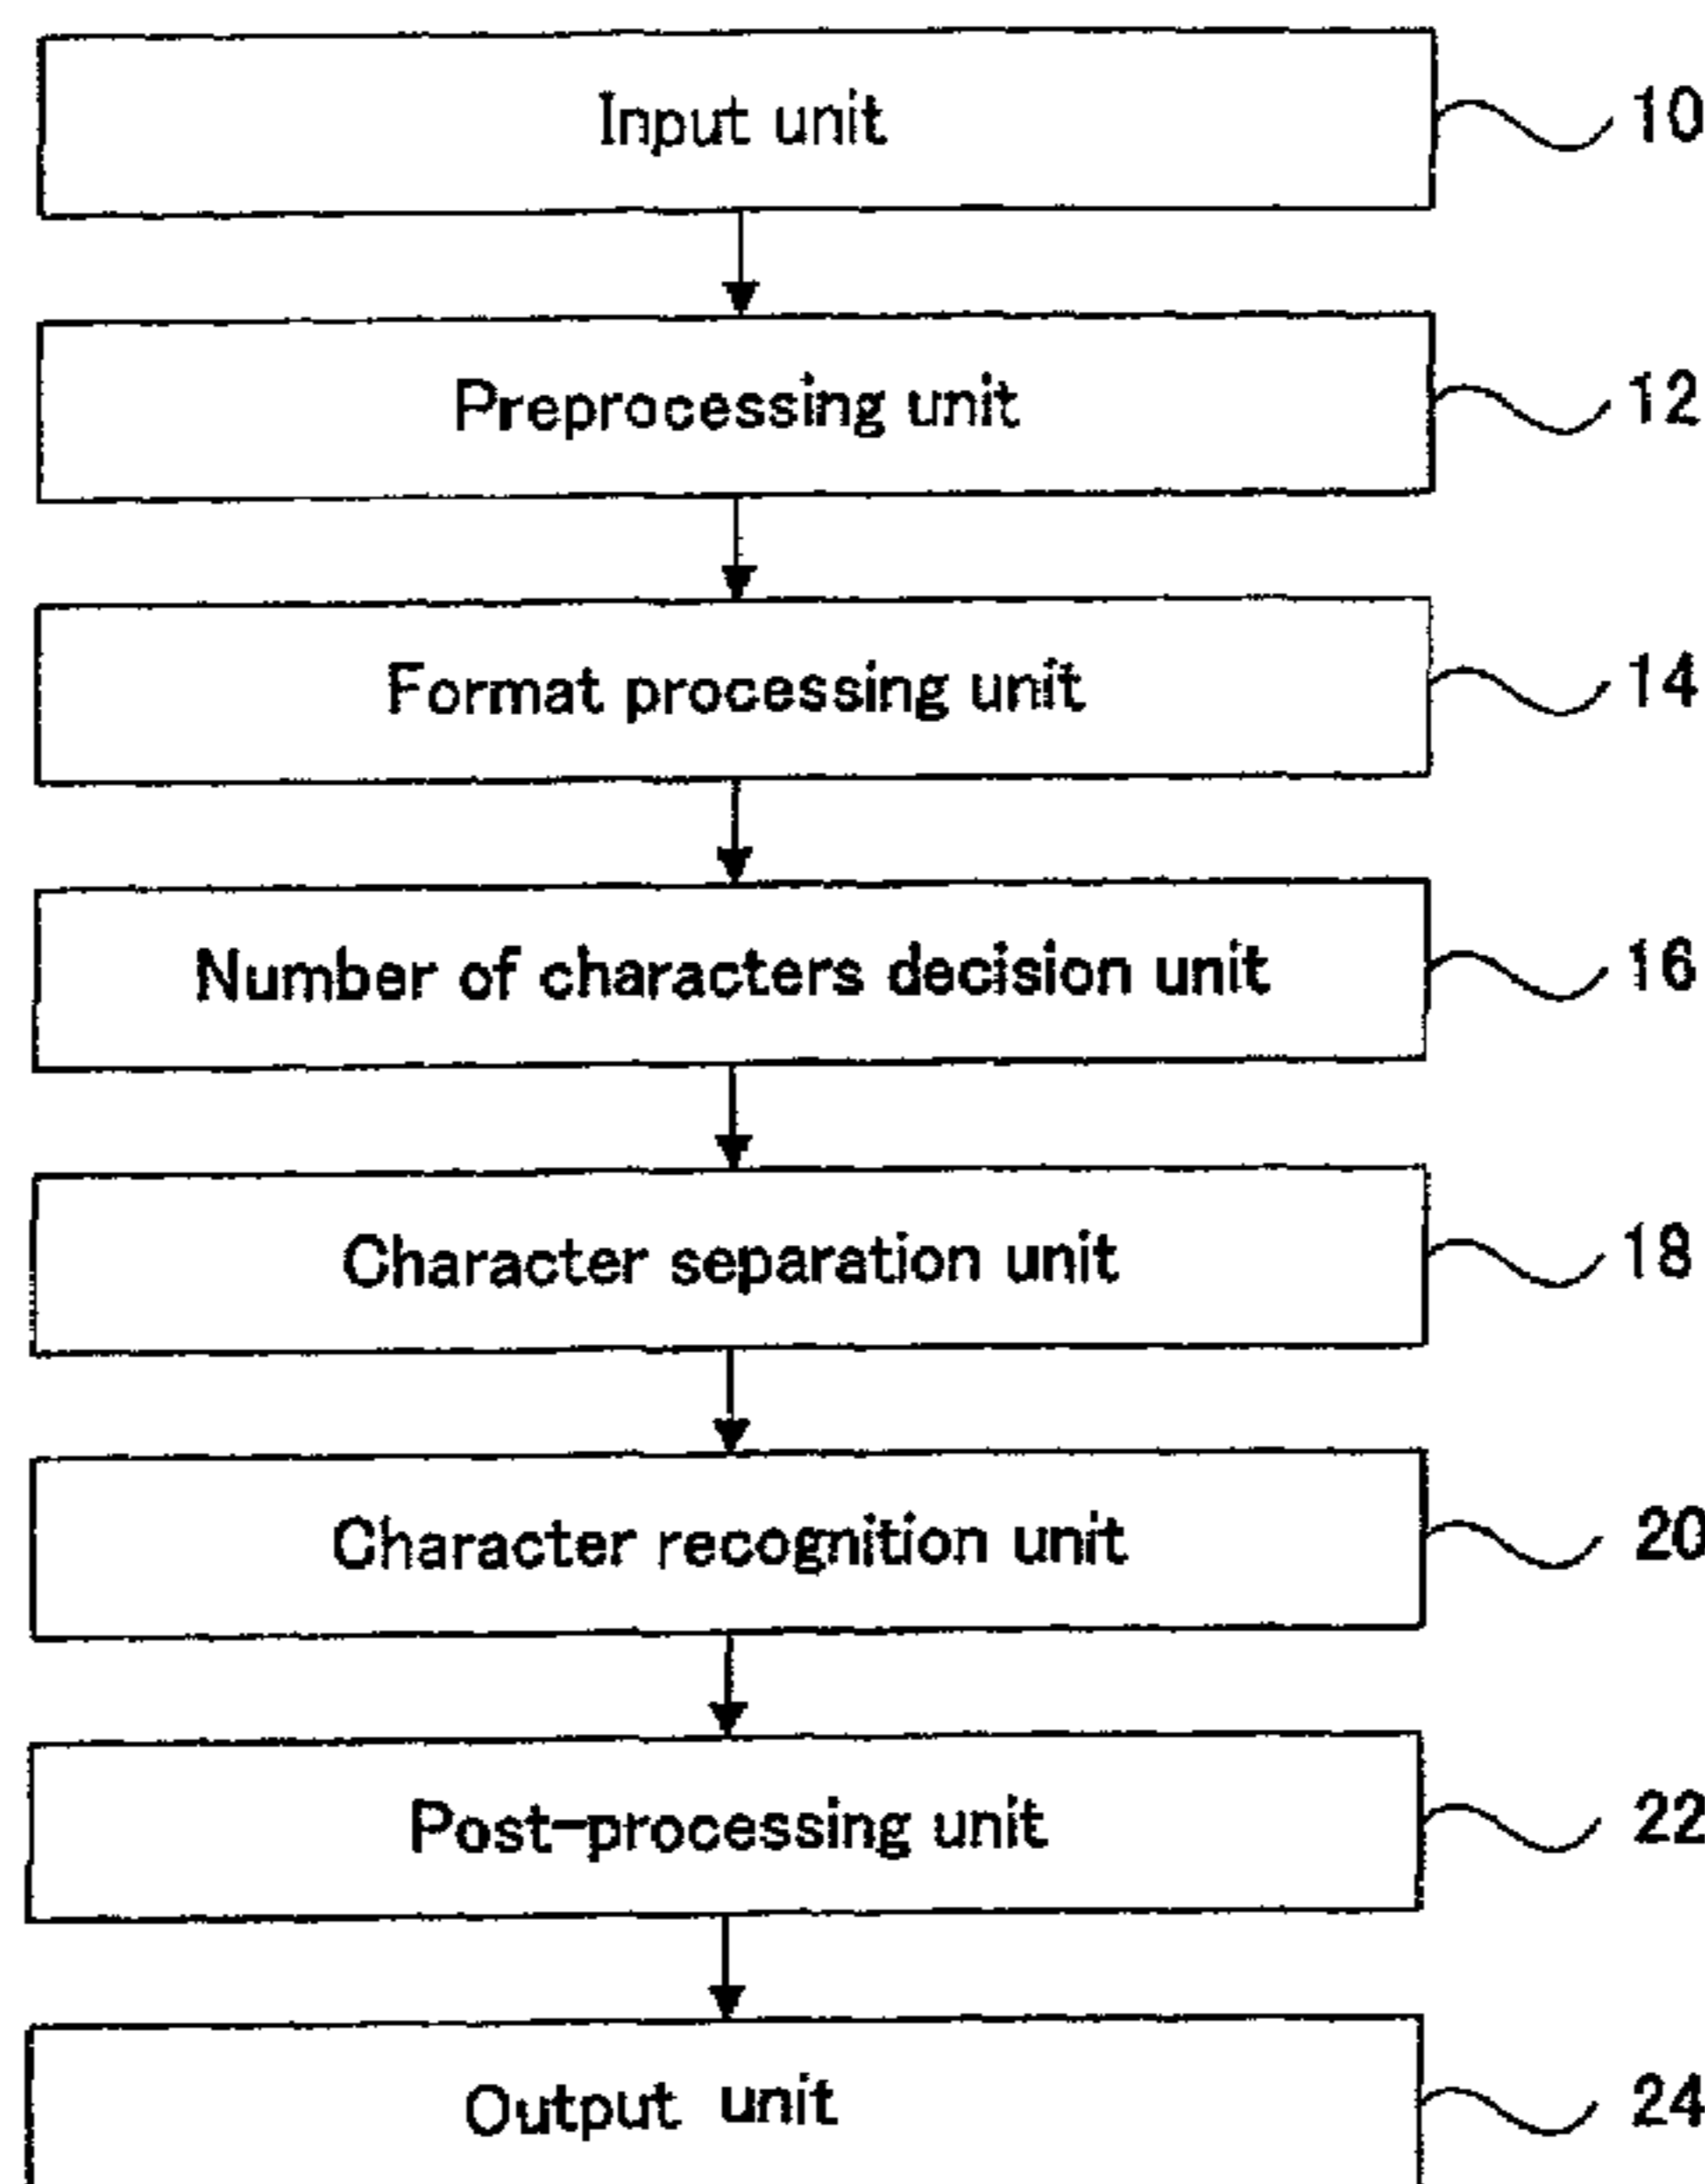 Input unit 10
Preprocessing unit 12
Format processing unit 14
Number of characters decision unit 16
Character separation unit 18
Character recognition unit 20
Post-processing unit 22
Output unit 24